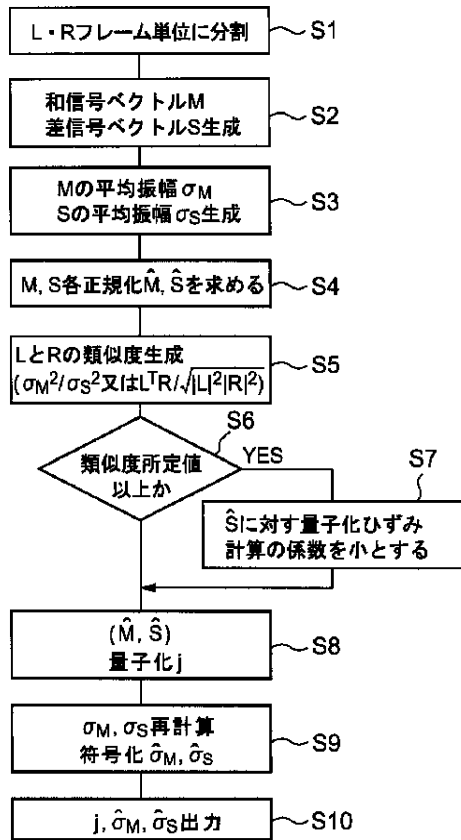 L・Rフレーム単位に分割
S1
和信号ベクトルM
差信号ベクトルS生成
S2
Mの平均振幅σM
Sの平均振幅σS生成
S3
M, S各正規化M̂, Ŝを求める
S4
LとRの類似度生成
(σM²/σS²又はLᵀR/√|L|²|R|²)
S5
S6
類似度所定値
以上か
YES
S7
Ŝに対す量子化ひずみ
計算の係数を小とする
(M̂, Ŝ)
量子化j
S8
σM, σS再計算
符号化 σ̂M, σ̂S
S9
j, σ̂M, σ̂S出力
S10